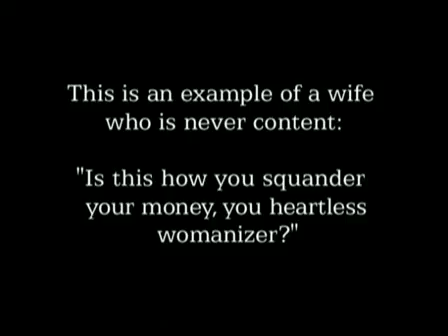 This is an example of a wife
who is never content:
"Is this how you squander
your money, you heartless
womanizer?"